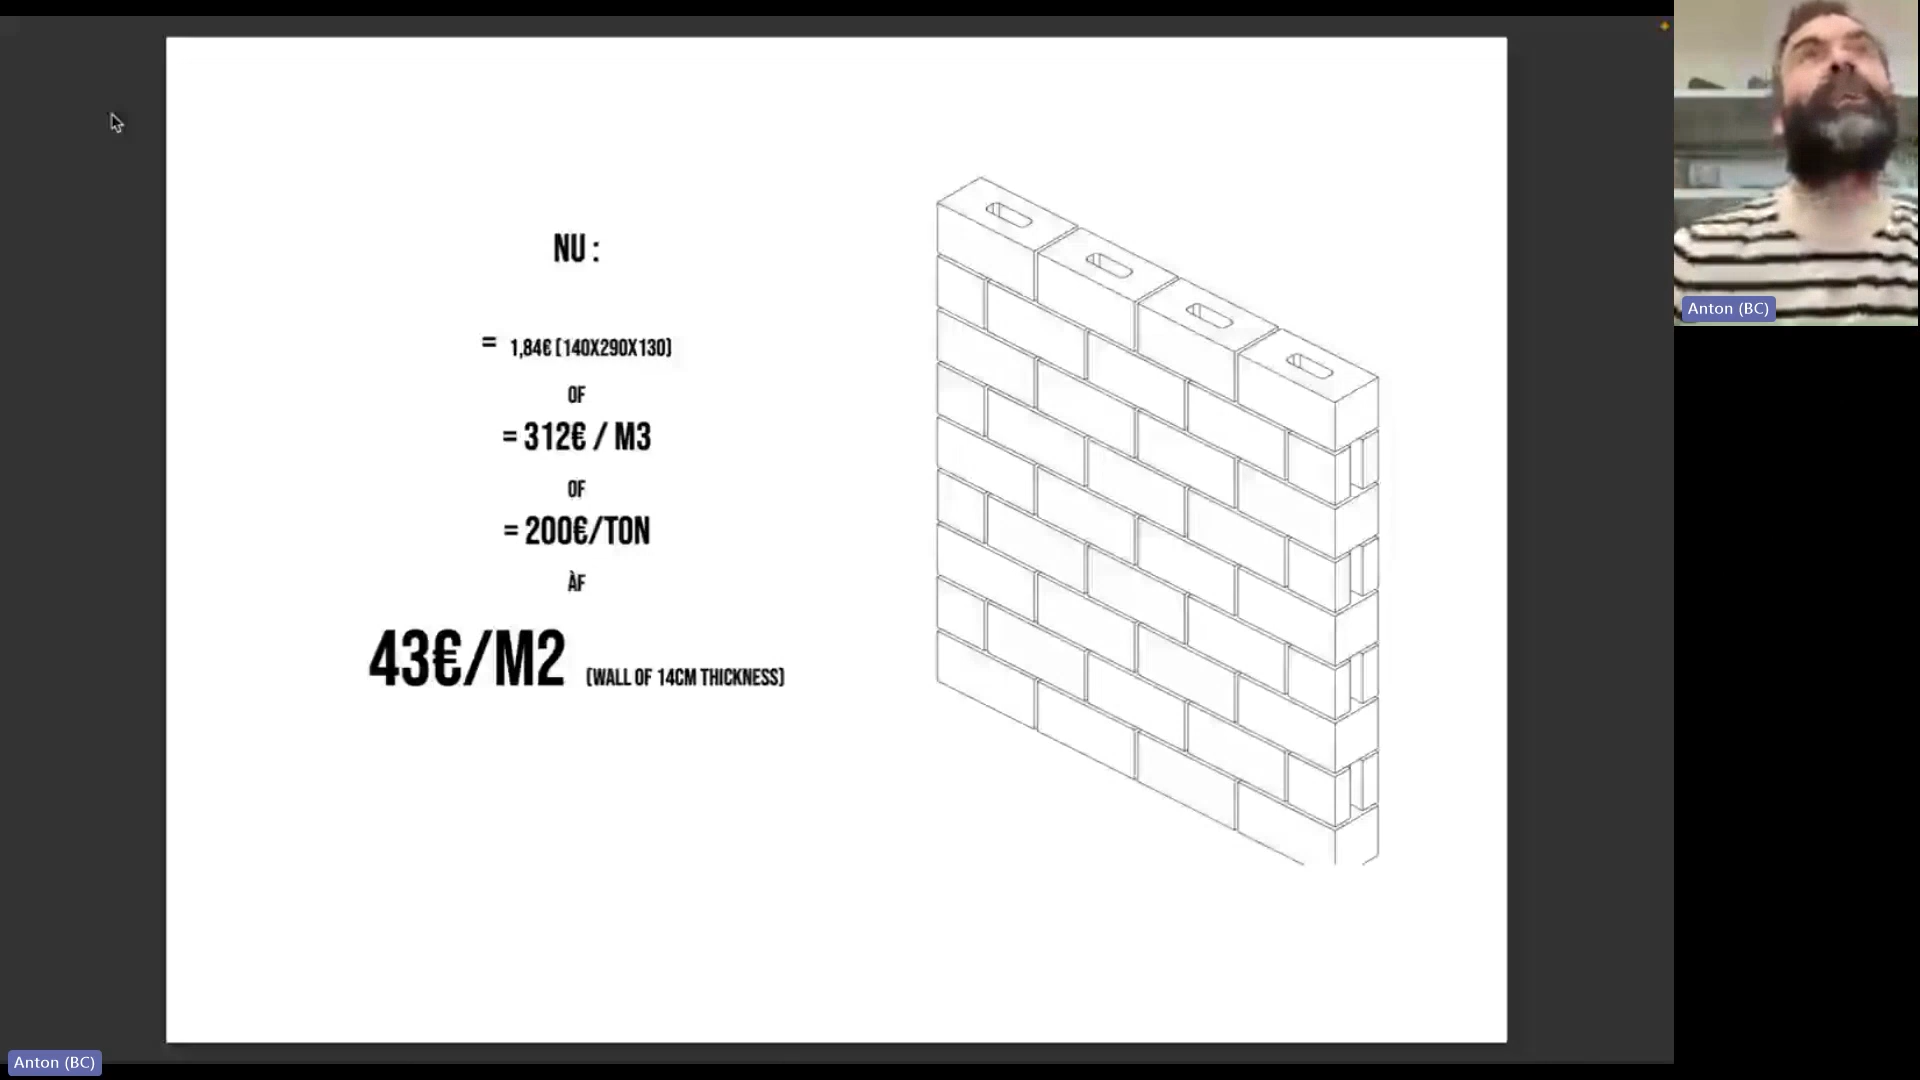 NU :
= 1,84€ (140X290X130)
OF
= 312€ / M3
OF
= 200€/TON
ÀF
43€/M2 (WALL OF 14CM THICKNESS)
Anton (BC)
Anton (BC)